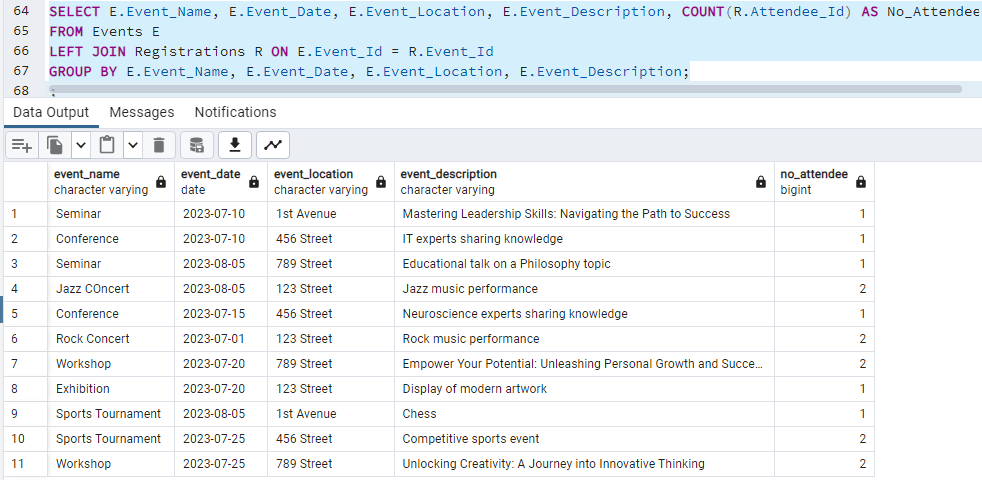 64 SELECT E.Event_Name, E.Event_Date, E.Event_Location, E.Event_Description, COUNT(R.Attendee_Id) AS No_Attendee
65 FROM Events E
66 LEFT JOIN Registrations R ON E.Event_Id = R.Event_Id
67 GROUP BY E.Event_Name, E.Event_Date, E.Event_Location, E.Event_Description;
68 ;
Data Output Messages Notifications
event_name event_date event_location event_description no_attendee
character varying date character varying character varying bigint
1 Seminar 2023-07-10 1st Avenue Mastering Leadership Skills: Navigating the Path to Success 1
2 Conference 2023-07-10 456 Street IT experts sharing knowledge 1
3 Seminar 2023-08-05 789 Street Educational talk on a Philosophy topic 1
4 Jazz COncert 2023-08-05 123 Street Jazz music performance 2
5 Conference 2023-07-15 456 Street Neuroscience experts sharing knowledge 1
6 Rock Concert 2023-07-01 123 Street Rock music performance 2
7 Workshop 2023-07-20 789 Street Empower Your Potential: Unleashing Personal Growth and Succe... 2
8 Exhibition 2023-07-20 123 Street Display of modern artwork 1
9 Sports Tournament 2023-08-05 1st Avenue Chess 1
10 Sports Tournament 2023-07-25 456 Street Competitive sports event 2
11 Workshop 2023-07-25 789 Street Unlocking Creativity: A Journey into Innovative Thinking 2